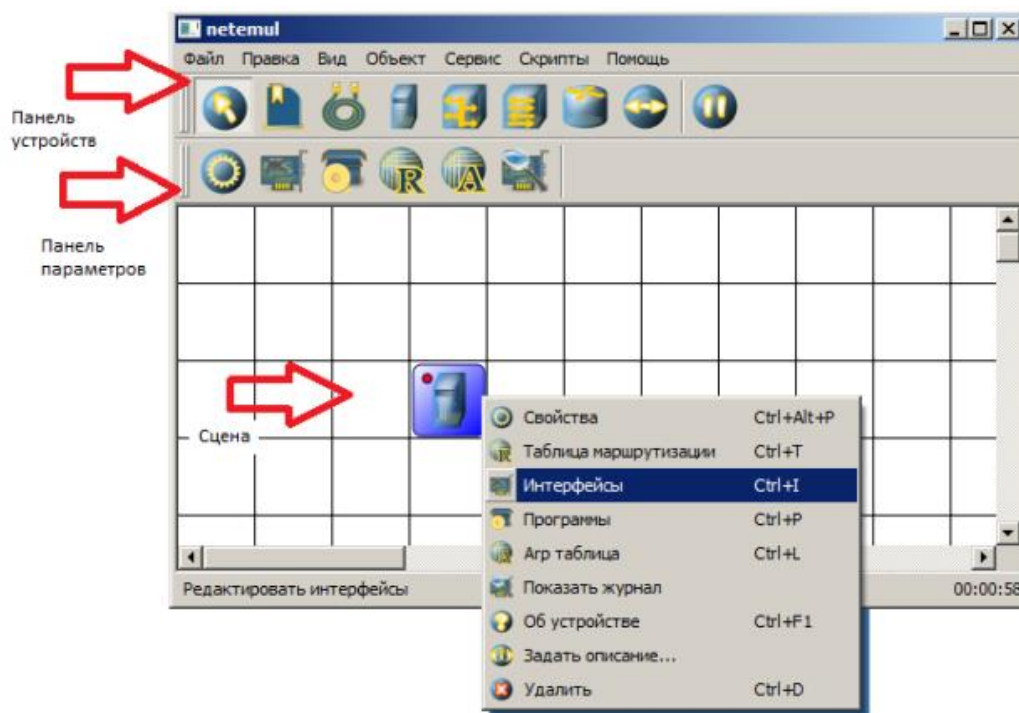 netemul
Файл Правка Вид Объект Сервис Скрипты Помощь
Панель
устройств
R A
Панель
параметров
Сцена
Свойства Ctrl+Alt+P
Таблица маршрутизации Ctrl+T
Интерфейсы Ctrl+I
Программы Ctrl+P
Arp таблица Ctrl+L
Показать журнал
Об устройстве Ctrl+F1
Задать описание...
Удалить Ctrl+D
Редактировать интерфейсы 00:00:58